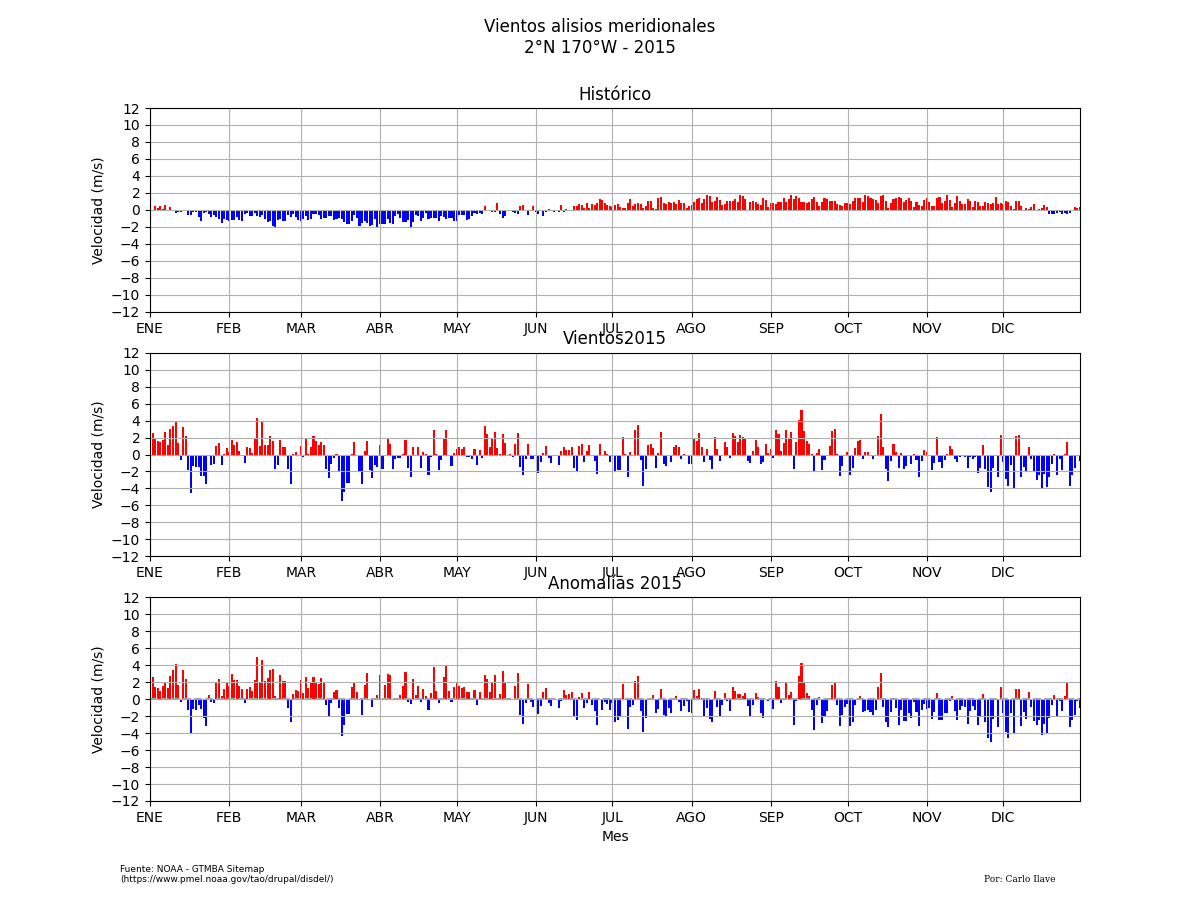 Vientos alisios meridionales
2°N 170°W - 2015
Histórico
12
10
8
6
4
2
0
−2
−4
−6
−8
−10
−12
Velocidad (m/s)
ENE FEB MAR ABR MAY JUN JUL AGO SEP OCT NOV DIC
Vientos2015
12
10
8
6
4
2
0
−2
−4
−6
−8
−10
−12
Velocidad (m/s)
ENE FEB MAR ABR MAY JUN JUL AGO SEP OCT NOV DIC
Anomalías 2015
12
10
8
6
4
2
0
−2
−4
−6
−8
−10
−12
Velocidad (m/s)
ENE FEB MAR ABR MAY JUN JUL AGO SEP OCT NOV DIC
Mes
Fuente: NOAA - GTMBA Sitemap
(https://www.pmel.noaa.gov/tao/drupal/disdel/)
Por: Carlo Ilave